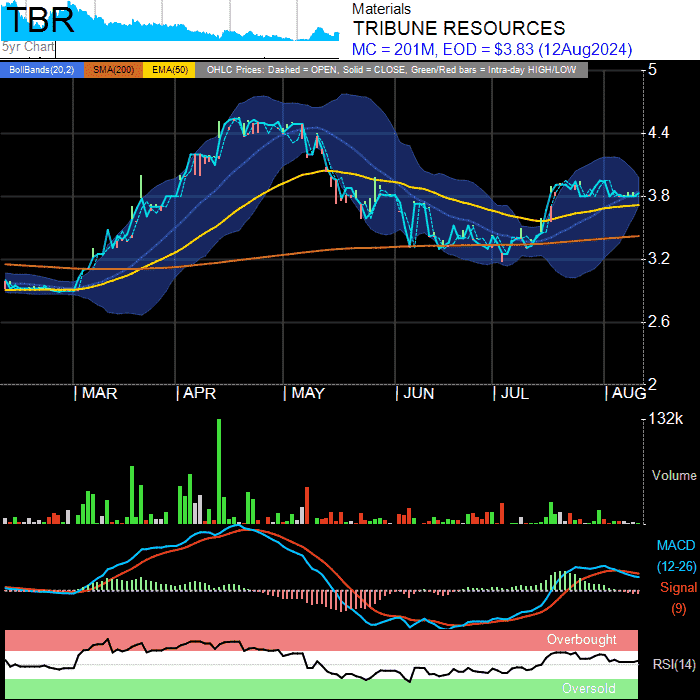 TBR
5yr Chart
Materials
TRIBUNE RESOURCES
MC = 201M, EOD = $3.83 (12Aug2024)
BollBands(20,2) SMA(200) EMA(50) OHLC Prices: Dashed = OPEN, Solid = CLOSE, Green/Red bars = Intra-day HIGH/LOW
5
4.4
3.8
3.2
2.6
2
MAR APR MAY JUN JUL AUG
132k
Volume
MACD
(12-26)
Signal
(9)
Overbought
RSI(14)
Oversold